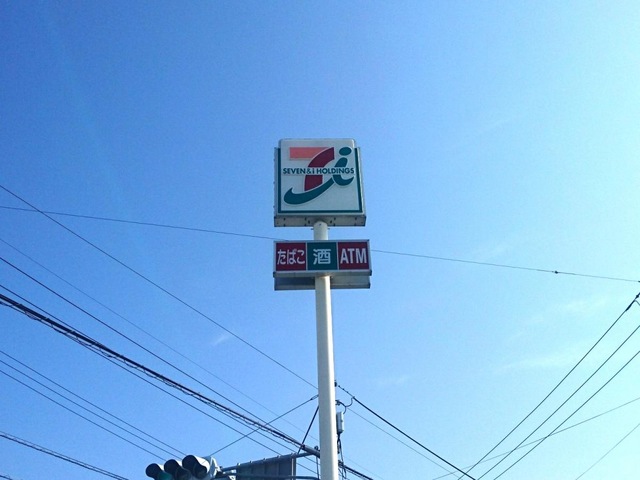 7i
SEVEN & i HOLDINGS
たばこ 酒 ATM